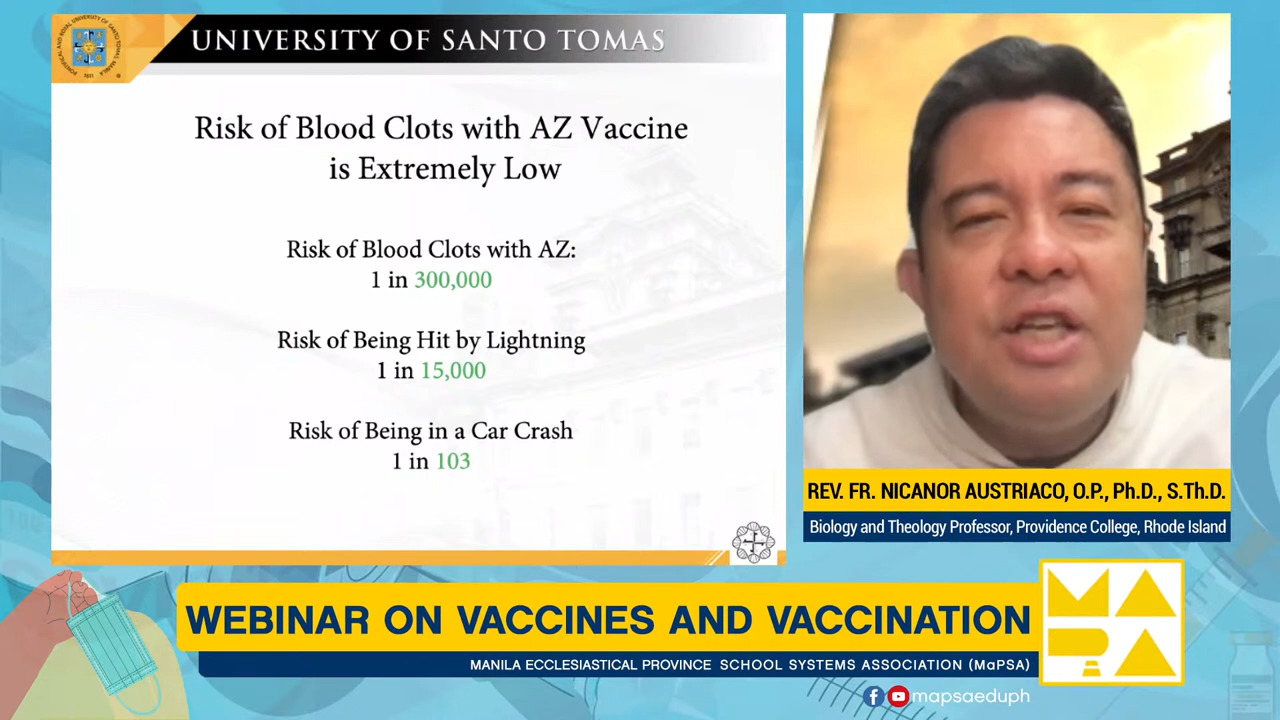 UNIVERSITY OF SANTO TOMAS
Risk of Blood Clots with AZ Vaccine
is Extremely Low
Risk of Blood Clots with AZ:
1 in 300,000
Risk of Being Hit by Lightning
1 in 15,000
Risk of Being in a Car Crash
1 in 103
REV. FR. NICANOR AUSTRIACO, O.P., Ph.D., S.Th.D.
Biology and Theology Professor, Providence College, Rhode Island
WEBINAR ON VACCINES AND VACCINATION
MANILA ECCLESIASTICAL PROVINCE SCHOOL SYSTEMS ASSOCIATION (MaPSA)
MAPA
mapsaeduph